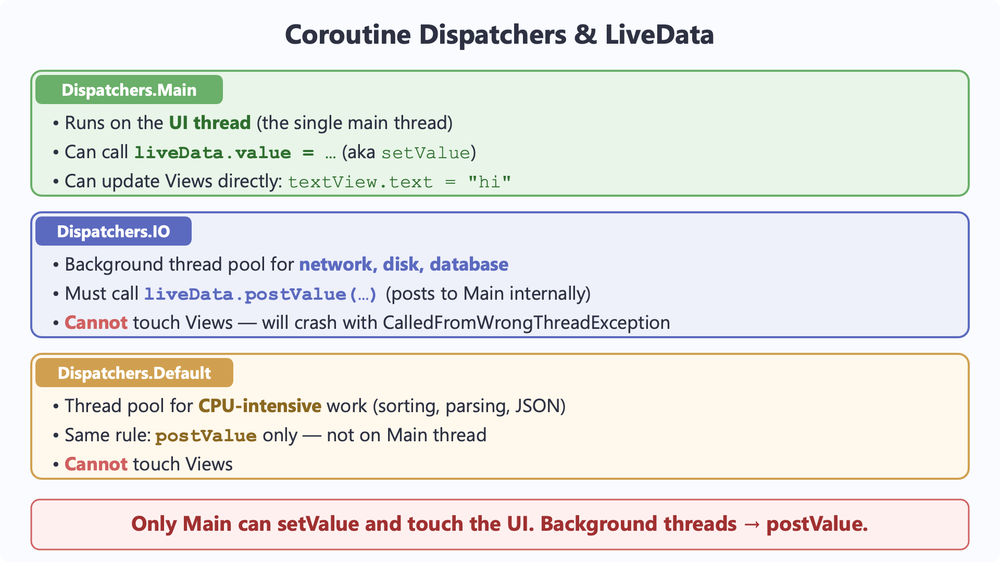 Coroutine Dispatchers & LiveData
Dispatchers.Main
• Runs on the UI thread (the single main thread)
• Can call liveData.value = … (aka setValue)
• Can update Views directly: textView.text = "hi"
Dispatchers.IO
• Background thread pool for network, disk, database
• Must call liveData.postValue(…) (posts to Main internally)
• Cannot touch Views — will crash with CalledFromWrongThreadException
Dispatchers.Default
• Thread pool for CPU-intensive work (sorting, parsing, JSON)
• Same rule: postValue only — not on Main thread
• Cannot touch Views
Only Main can setValue and touch the UI. Background threads → postValue.